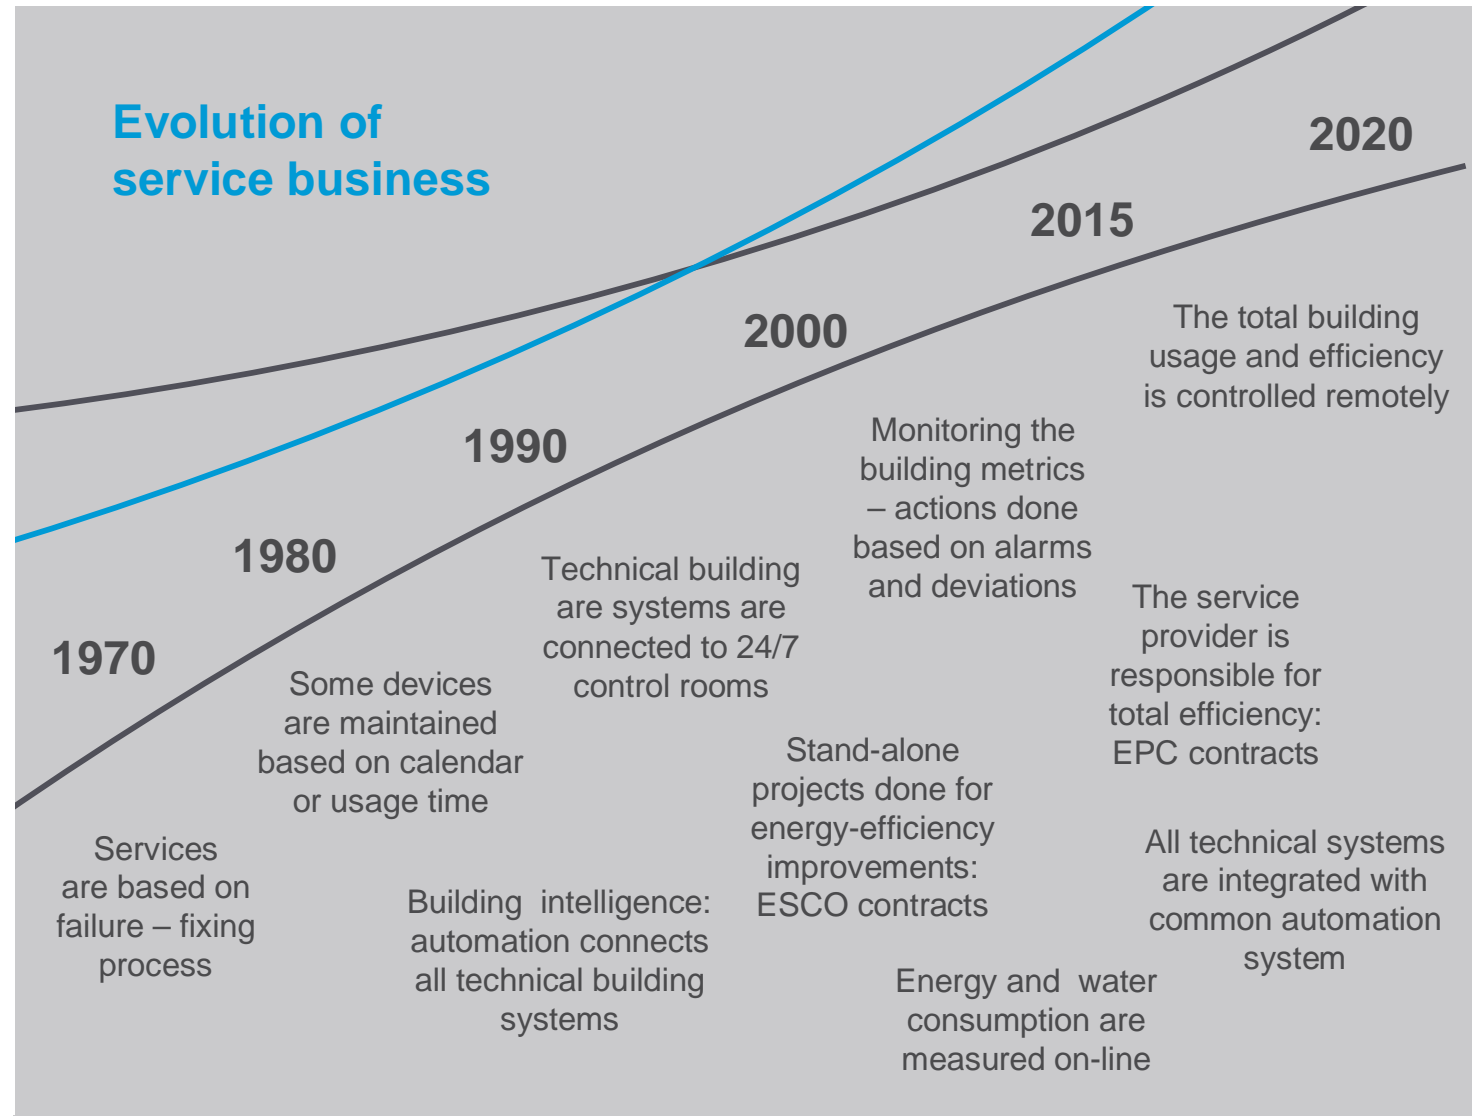 Evolution of
service business
1970
1980
1990
2000
2015
2020
Services
are based on
failure – fixing
process
Some devices
are maintained
based on calendar
or usage time
Building intelligence:
automation connects
all technical building
systems
Technical building
are systems are
connected to 24/7
control rooms
Stand-alone
projects done for
energy-efficiency
improvements:
ESCO contracts
Monitoring the
building metrics
– actions done
based on alarms
and deviations
Energy and water
consumption are
measured on-line
The total building
usage and efficiency
is controlled remotely
The service
provider is
responsible for
total efficiency:
EPC contracts
All technical systems
are integrated with
common automation
system